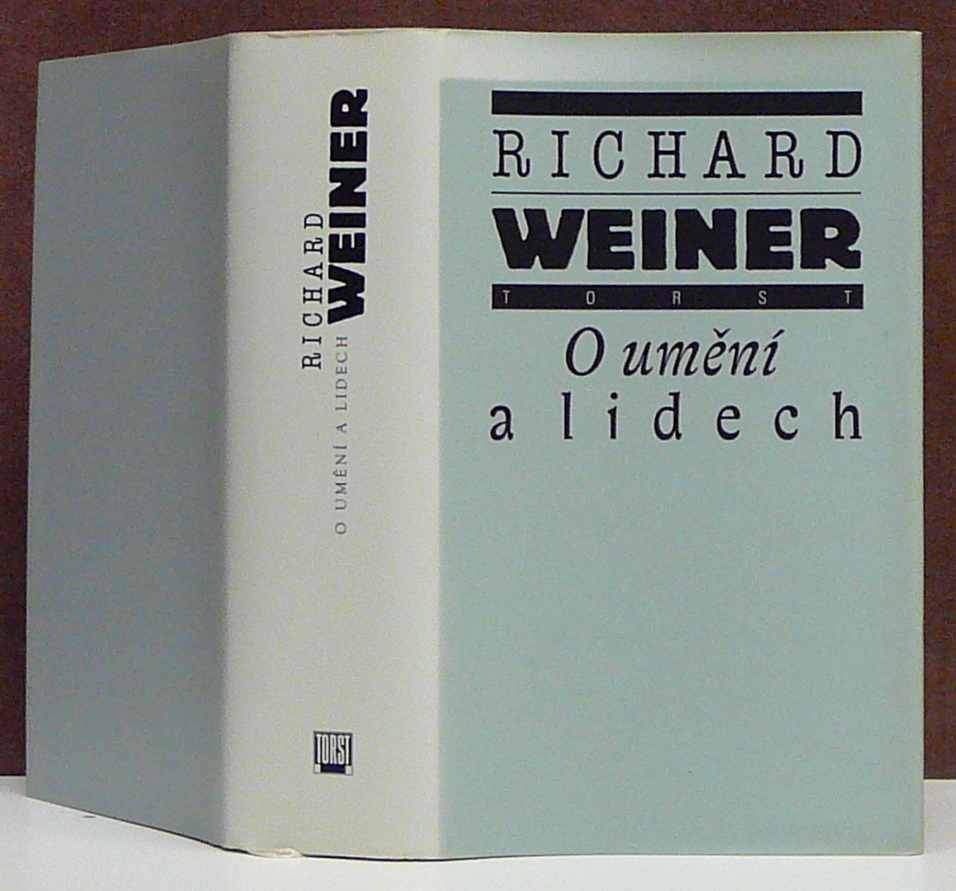 RICHARD
WEINER
O UMĚNÍ A LIDECH
TORST
RICHARD
WEINER
TORST
O umění
a lidech